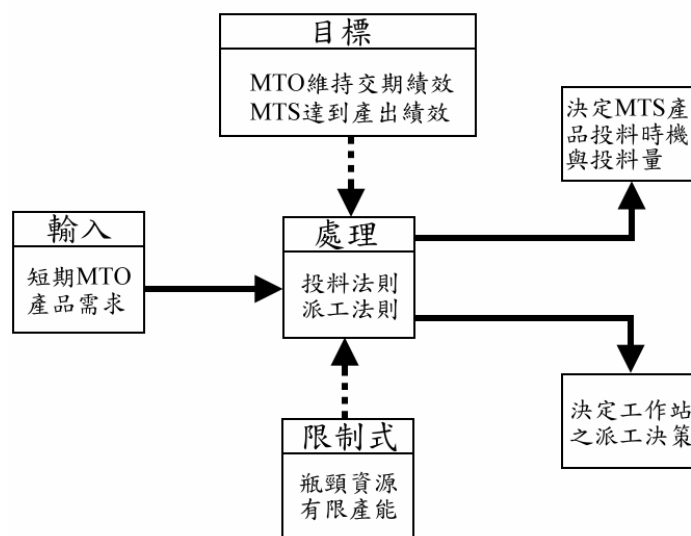 目標
MTO維持交期績效
MTS達到產出績效
決定MTS產
品投料時機
與投料量
輸入
短期MTO
產品需求
處理
投料法則
派工法則
限制式
瓶頸資源
有限產能
決定工作站
之派工決策